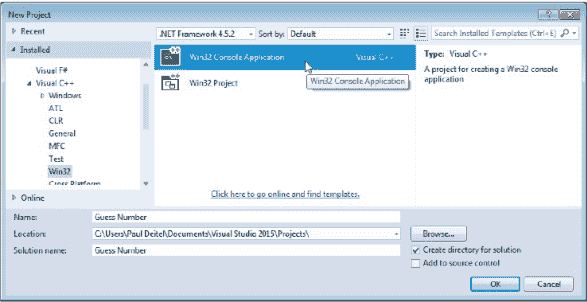 New Project
Recent
.NET Framework 4.5.2
Sort by: Default
Search Installed Templates (Ctrl+E)
Installed
Visual F#
Visual C++
Windows
ATL
CLR
General
MFC
Test
Win32
Cross Platform
Online
Win32 Console Application Visual C++
Win32 Console Application
Win32 Project
Click here to go online and find templates.
Type: Visual C++
A project for creating a Win32 console
application
Name: Guess Number
Location: C:\Users\Paul Deitel\Documents\Visual Studio 2015\Projects\
Browse...
Solution name: Guess Number
Create directory for solution
Add to source control
OK
Cancel